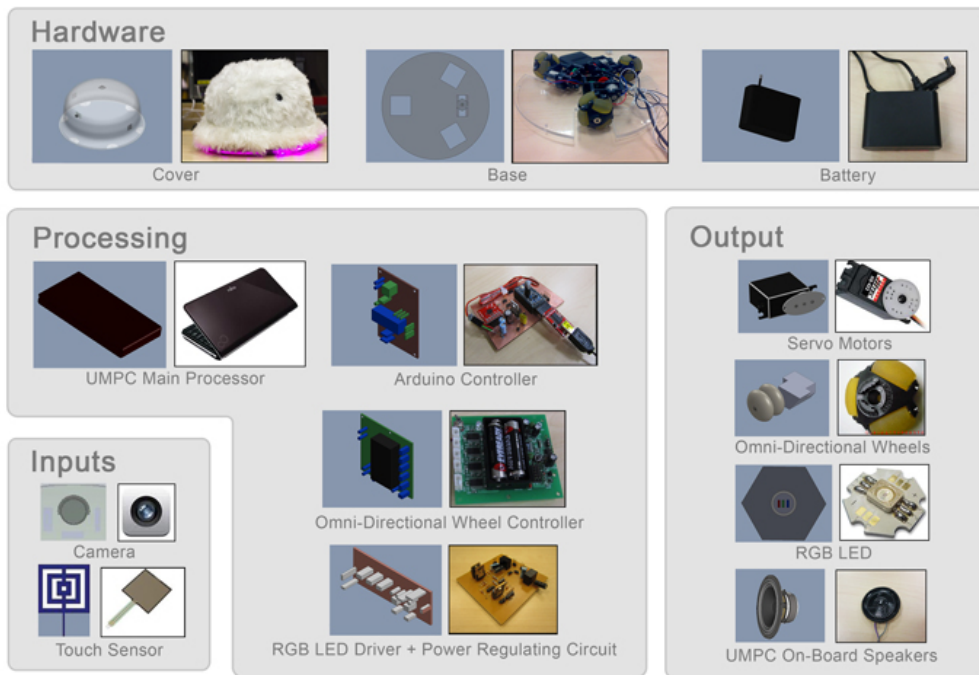 Hardware
Cover
Base
Battery
Processing
UMPC Main Processor
Arduino Controller
Omni-Directional Wheel Controller
RGB LED Driver + Power Regulating Circuit
Inputs
Camera
Touch Sensor
Output
Servo Motors
Omni-Directional Wheels
RGB LED
UMPC On-Board Speakers